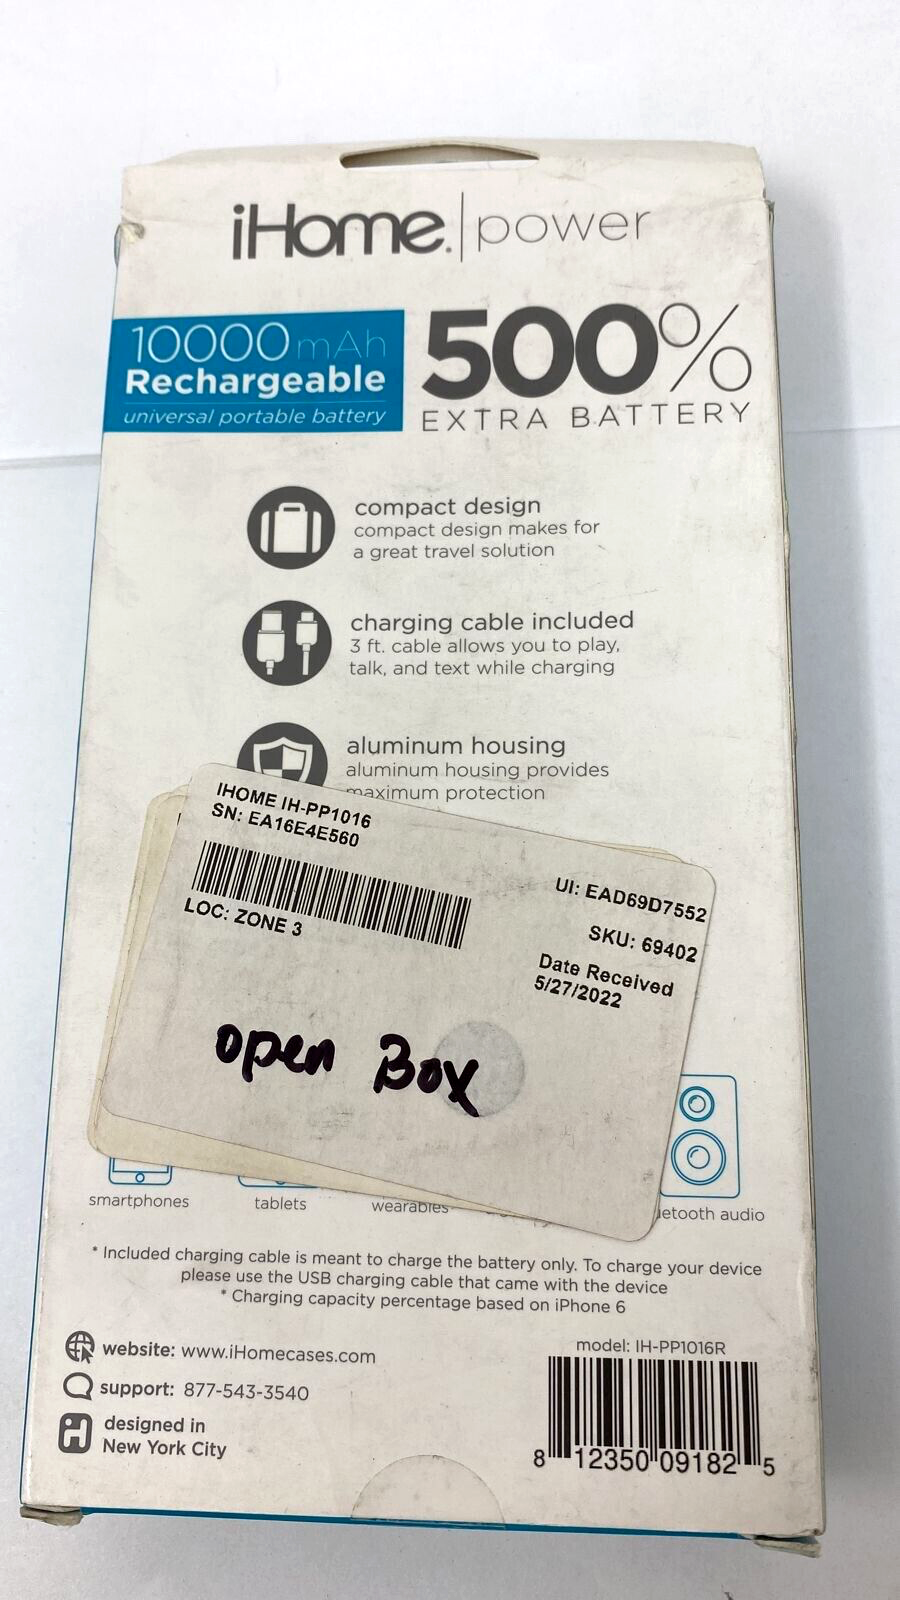 iHome. | power
10000 mAh
Rechargeable
universal portable battery
500%
EXTRA BATTERY
compact design
compact design makes for
a great travel solution
charging cable included
3 ft. cable allows you to play,
talk, and text while charging
aluminum housing
aluminum housing provides
maximum protection
IHOME IH-PP1016
SN: EA16E4E560
LOC: ZONE 3
UI: EAD69D7552
SKU: 69402
Date Received
5/27/2022
open Box
smartphones
tablets
wearables
etooth audio
* Included charging cable is meant to charge the battery only. To charge your device
please use the USB charging cable that came with the device
* Charging capacity percentage based on iPhone 6
website: www.iHomecases.com
support: 877-543-3540
designed in
New York City
model: IH-PP1016R
8 12350 09182 5